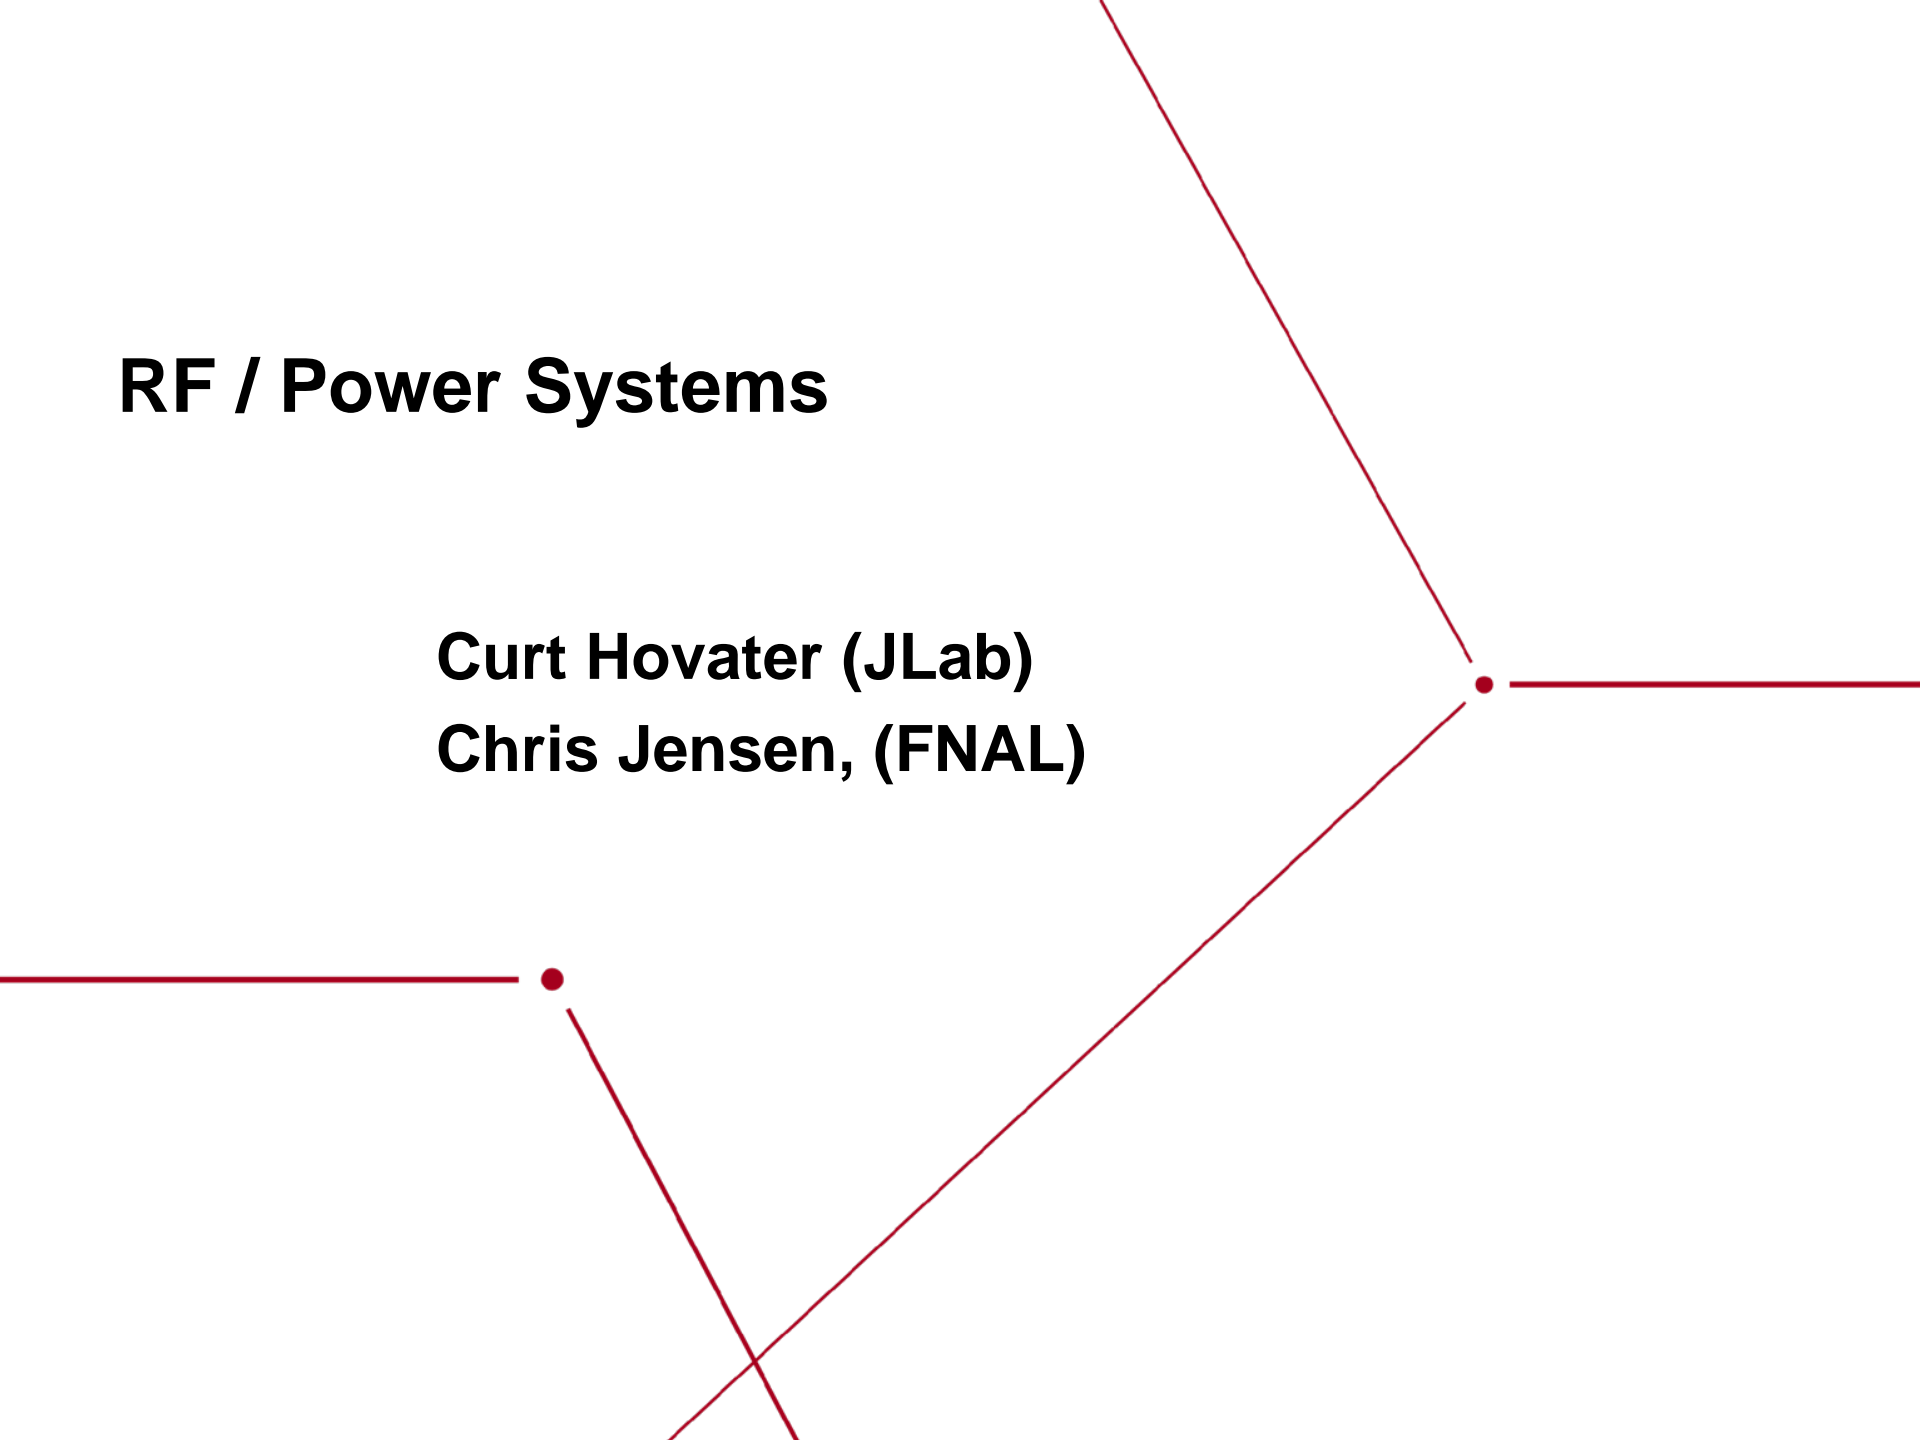 RF / Power Systems
Curt Hovater (JLab)
Chris Jensen, (FNAL)